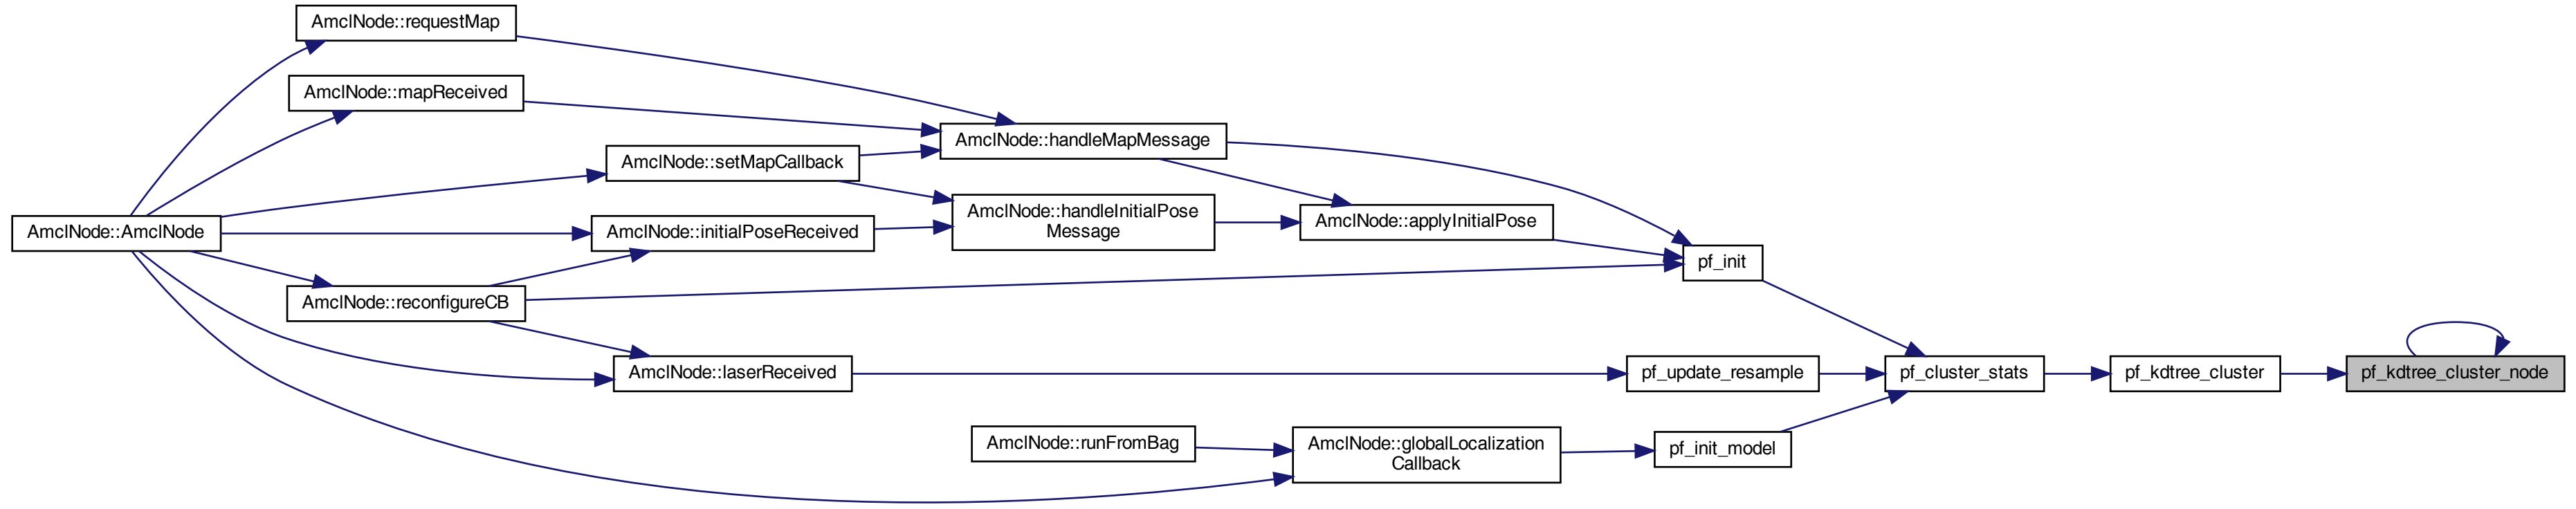 AmclNode::requestMap
AmclNode::mapReceived
AmclNode::handleMapMessage
AmclNode::setMapCallback
AmclNode::handleInitialPose
Message
AmclNode::applyInitialPose
AmclNode::AmclNode
AmclNode::initialPoseReceived
pf_init
AmclNode::reconfigureCB
AmclNode::laserReceived
pf_update_resample
pf_cluster_stats
pf_kdtree_cluster
pf_kdtree_cluster_node
AmclNode::runFromBag
AmclNode::globalLocalization
Callback
pf_init_model